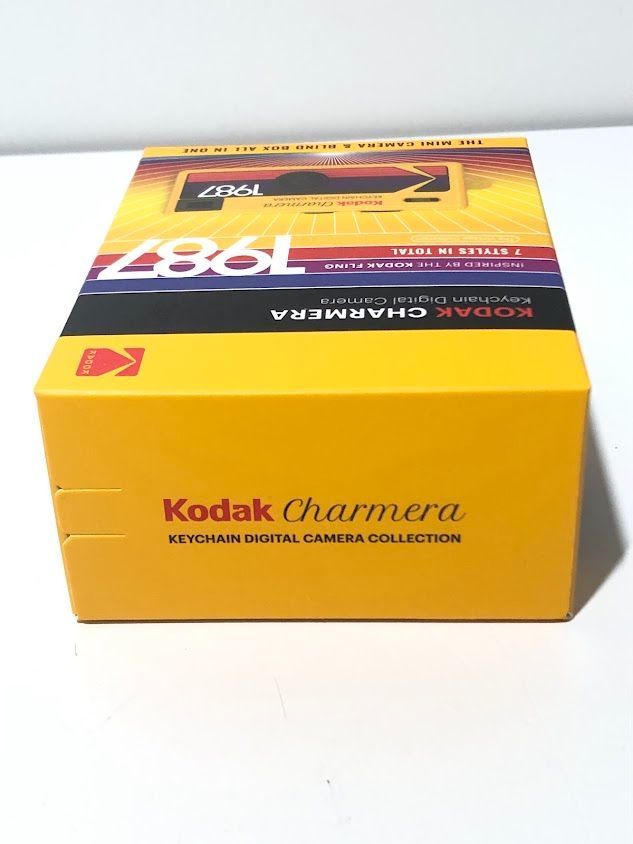 THE MINI CAMERA & BLIND BOX ALL IN ONE
1987
Kodak Charmera
KEYCHAIN DIGITAL CAMERA
1987
7 STYLES IN TOTAL
INSPIRED BY THE KODAK FLING
KODAK CHARMERA
Keychain Digital Camera
KODAK
Kodak Charmera
KEYCHAIN DIGITAL CAMERA COLLECTION